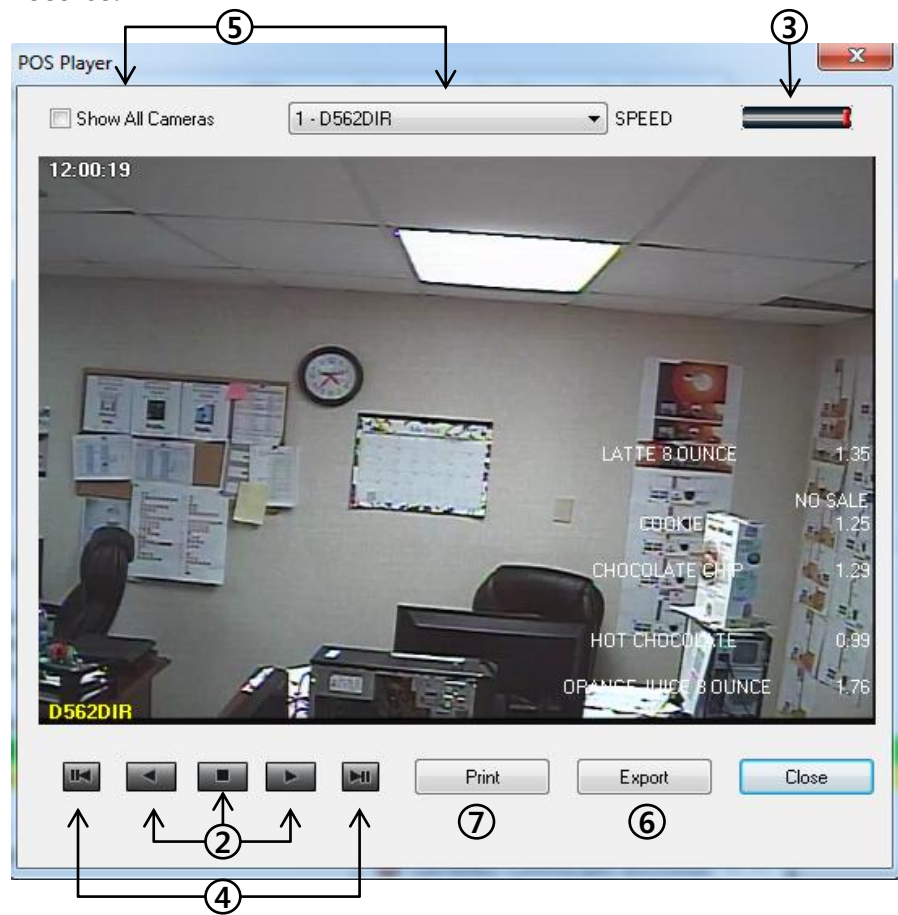 ⑤
③
POS Player
Show All Cameras
1 - D562DIR
SPEED
12:00:19
LATTE 8 OUNCE 1.35
NO SALE
COOKIE 1.25
CHOCOLATE CHIP 1.29
HOT CHOCOLATE 0.99
ORANGE JUICE 8 OUNCE 1.76
D562DIR
Print
Export
Close
②
⑦
⑥
④